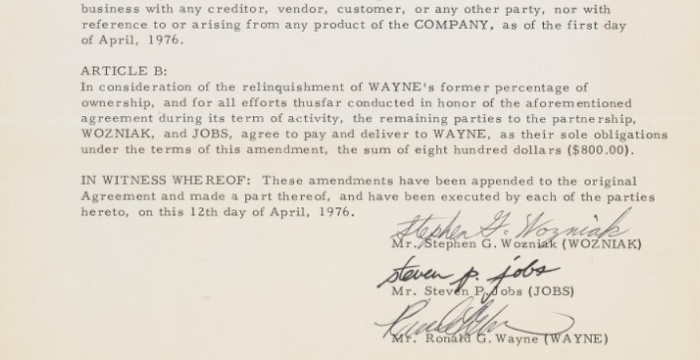 business with any creditor, vendor, customer, or any other party, nor with
reference to or arising from any product of the COMPANY, as of the first day
of April, 1976.
ARTICLE B:
In consideration of the relinquishment of WAYNE's former percentage of
ownership, and for all efforts thusfar conducted in honor of the aforementioned
agreement during its term of activity, the remaining parties to the partnership,
WOZNIAK, and JOBS, agree to pay and deliver to WAYNE, as their sole obligations
under the terms of this amendment, the sum of eight hundred dollars ($800.00).
IN WITNESS WHEREOF: These amendments have been appended to the original
Agreement and made a part thereof, and have been executed by each of the parties
hereto, on this 12th day of April, 1976.
Stephen G. Wozniak
Mr. Stephen G. Wozniak (WOZNIAK)
steven p. jobs
Mr. Steven P. Jobs (JOBS)
Mr. Ronald G. Wayne (WAYNE)